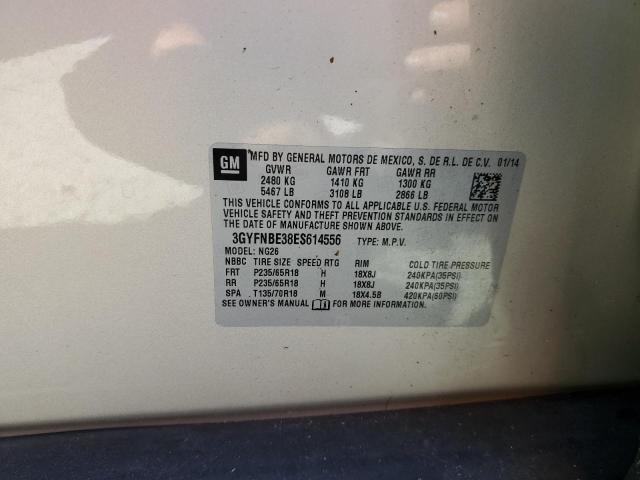 GM
MFD BY GENERAL MOTORS DE MEXICO, S. DE R.L. DE C.V. 01/14
GVWR GAWR FRT GAWR RR
2480 KG 1410 KG 1300 KG
5467 LB 3108 LB 2866 LB
THIS VEHICLE CONFORMS TO ALL APPLICABLE U.S. FEDERAL MOTOR
VEHICLE SAFETY, BUMPER, AND THEFT PREVENTION STANDARDS IN EFFECT ON
THE DATE OF MANUFACTURE SHOWN ABOVE.
3GYFNBE38ES614556 TYPE: M.P.V.
MODEL: NG26
NBBC TIRE SIZE SPEED RTG RIM COLD TIRE PRESSURE
FRT P235/65R18 H 18X8J 240KPA(35PSI)
RR P235/65R18 H 18X8J 240KPA(35PSI)
SPA T135/70R18 M 18X4.5B 420KPA(60PSI)
SEE OWNER'S MANUAL FOR MORE INFORMATION.